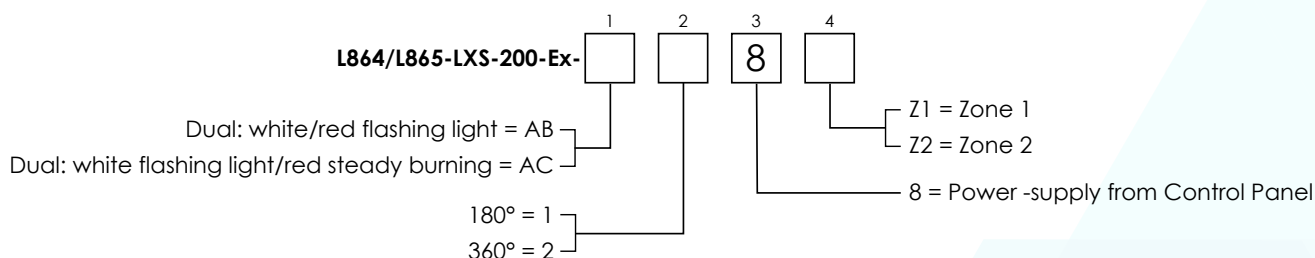 1 2 3 4
L864/L865-LXS-200-Ex- 8
Dual: white/red flashing light = AB
Dual: white flashing light/red steady burning = AC
180° = 1
360° = 2
Z1 = Zone 1
Z2 = Zone 2
8 = Power -supply from Control Panel